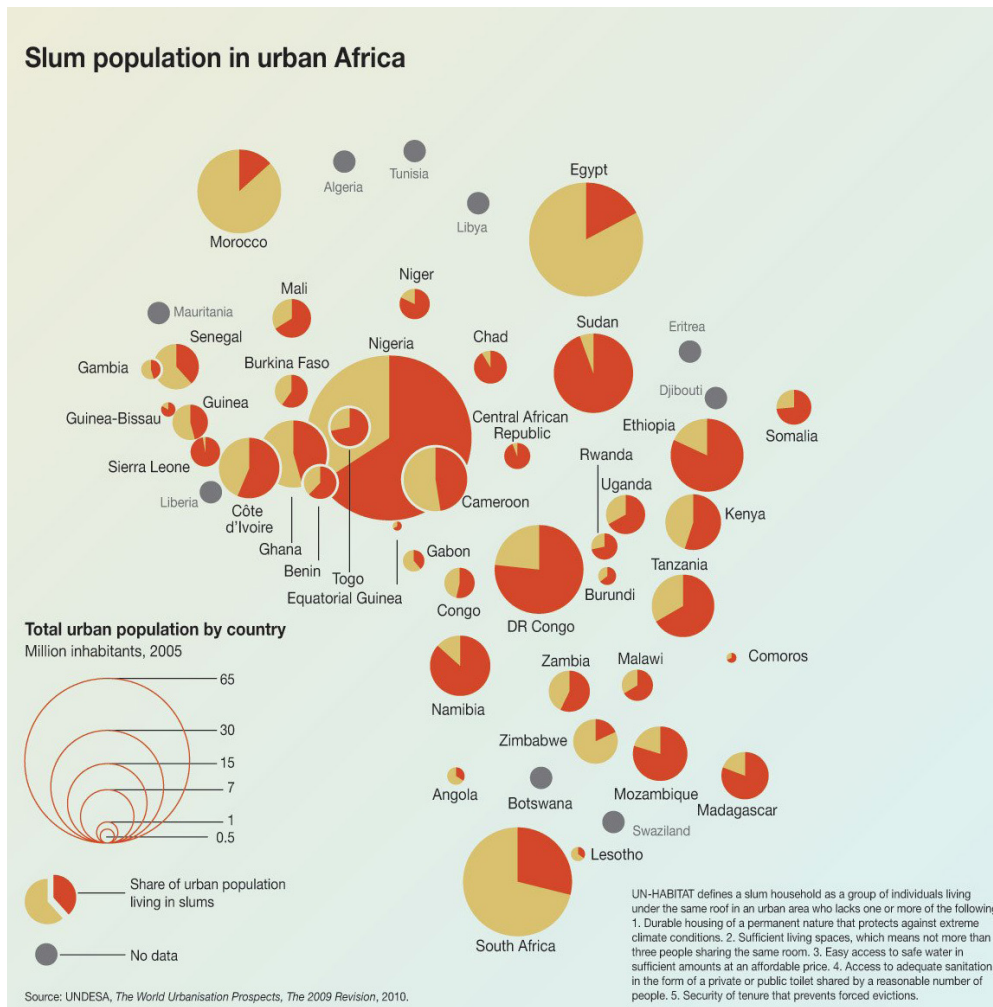 Slum population in urban Africa
Egypt
Tunisia
Algeria
Libya
Morocco
Niger
Mali
Mauritania
Sudan
Eritrea
Senegal
Nigeria
Chad
Gambia
Burkina Faso
Djibouti
Guinea
Guinea-Bissau
Central African
Republic
Ethiopia
Somalia
Rwanda
Sierra Leone
Uganda
Liberia
Cameroon
Côte
d'Ivoire
Kenya
Ghana
Gabon
Benin
Togo
Tanzania
Equatorial Guinea
Congo
Burundi
DR Congo
Total urban population by country
Million inhabitants, 2005
Comoros
Zambia
Malawi
65
Namibia
30
Zimbabwe
15
7
Angola
Botswana
Mozambique
Madagascar
1
0.5
Swaziland
Lesotho
Share of urban population
living in slums
No data
South Africa
UN-HABITAT defines a slum household as a group of individuals living
under the same roof in an urban area who lacks one or more of the following
1. Durable housing of a permanent nature that protects against extreme
climate conditions. 2. Sufficient living spaces, which means not more than
three people sharing the same room. 3. Easy access to safe water in
sufficient amounts at an affordable price. 4. Access to adequate sanitation
in the form of a private or public toilet shared by a reasonable number of
people. 5. Security of tenure that prevents forced evictions.
Source: UNDESA, The World Urbanisation Prospects, The 2009 Revision, 2010.